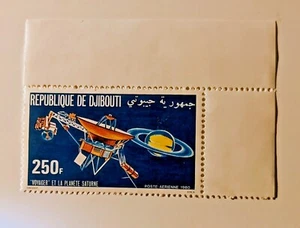 REPUBLIQUE DE DJIBOUTI جمهورية جيبوتي
250F
"VOYAGER" ET LA PLANETE SATURNE
POSTE AERIENNE 1980